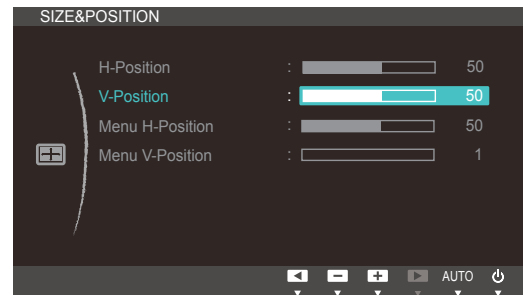 SIZE&POSITION
H-Position : 50
V-Position : 50
Menu H-Position : 50
Menu V-Position : 1
AUTO